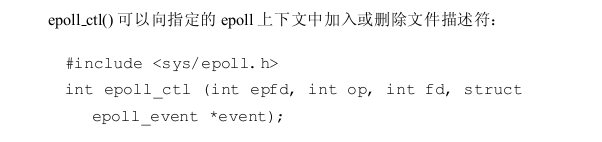 epoll_ctl() 可以向指定的 epoll 上下文中加入或删除文件描述符：
#include <sys/epoll.h>
int epoll_ctl (int epfd, int op, int fd, struct
epoll_event *event);